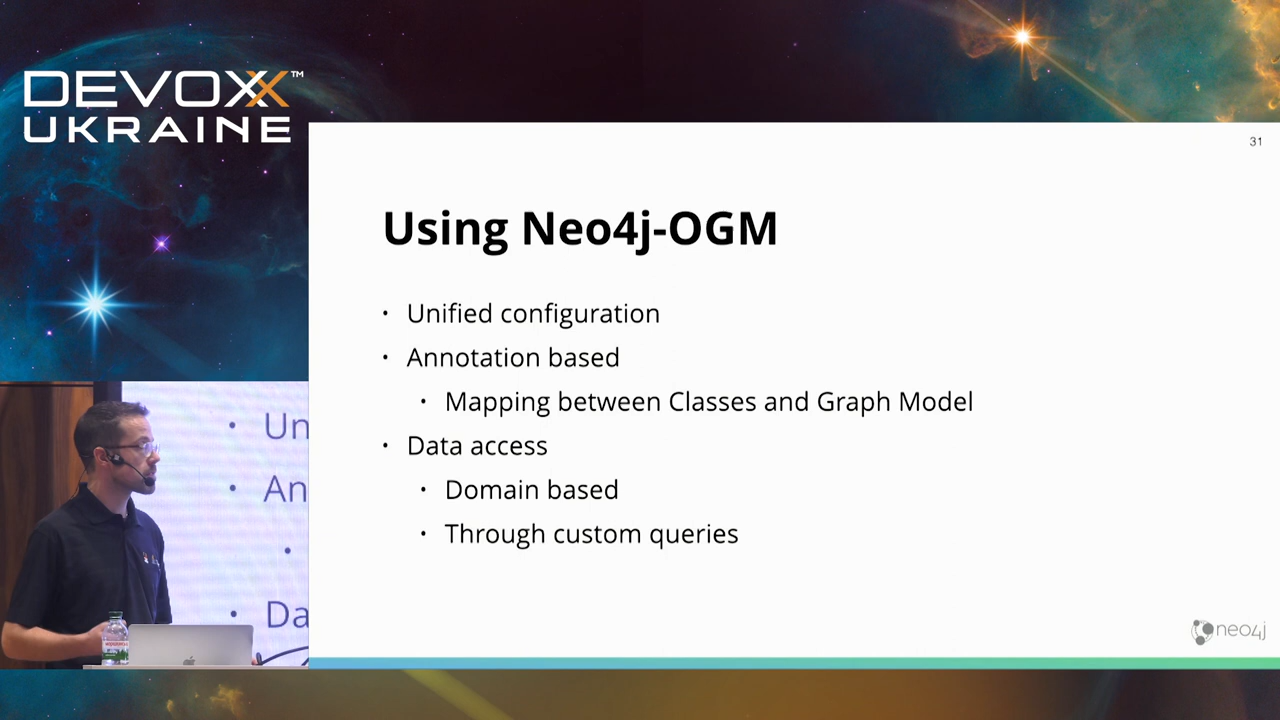 DEVOXX™
UKRAINE
31
Using Neo4j-OGM
• Unified configuration
• Annotation based
• Mapping between Classes and Graph Model
• Data access
• Domain based
• Through custom queries
• Un
• An
•
• Da
neo4j